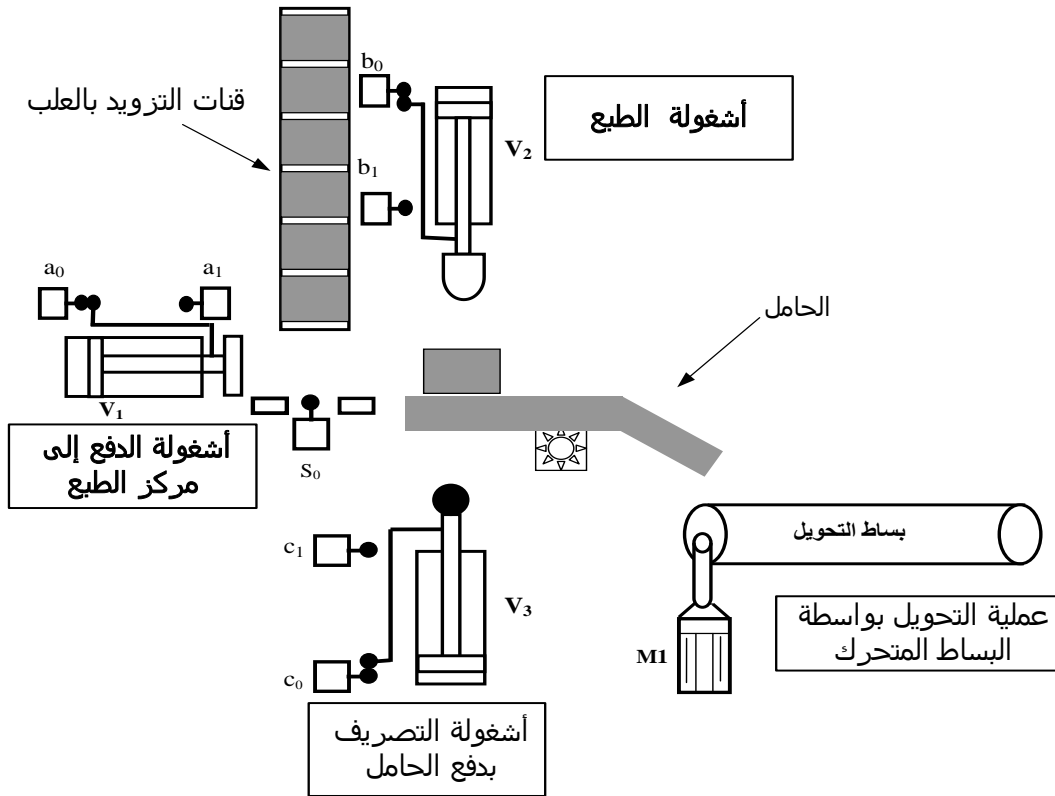 b₀
قنات التزويد بالعلب
أشغولة الطبع
V₂
b₁
a₀
a₁
الحامل
V₁
أشغولة الدفع إلى
مركز الطبع
S₀
c₁
V₃
بساط التحويل
عملية التحويل بواسطة
البساط المتحرك
M1
c₀
أشغولة التصريف
بدفع الحامل